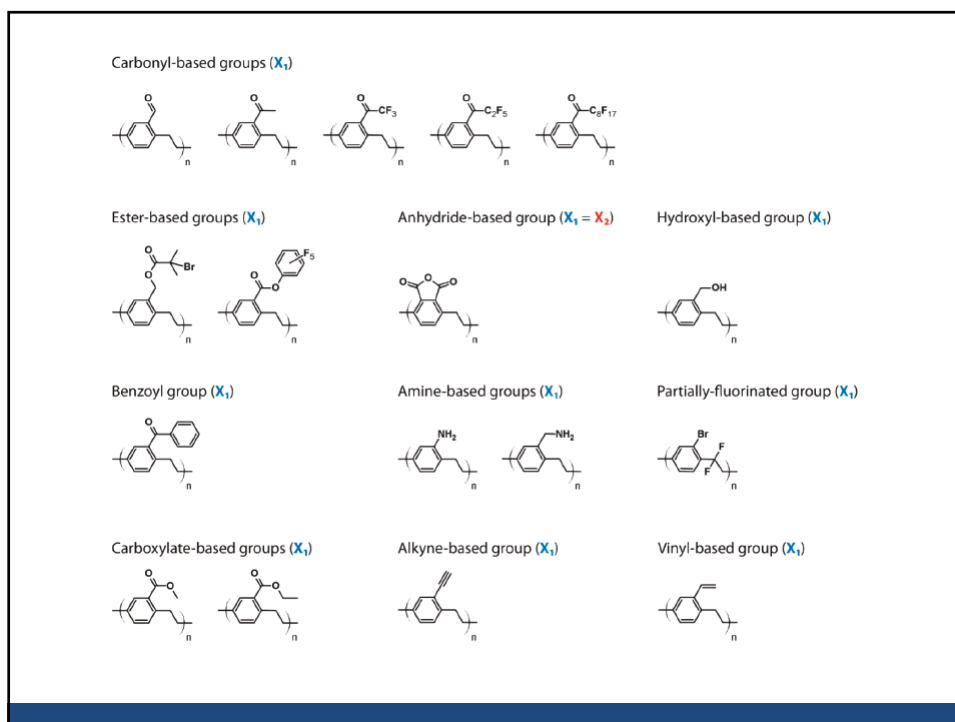 Carbonyl-based groups (X₁)
O O CF₃ O C₂F₅ O C₈F₁₇ O
n n n n n
Ester-based groups (X₁) Anhydride-based group (X₁ = X₂) Hydroxyl-based group (X₁)
O Br O F₅ O O O O O OH
n n n n
Benzoyl group (X₁) Amine-based groups (X₁) Partially-fluorinated group (X₁)
O NH₂ NH₂ Br F F
n n n n
Carboxylate-based groups (X₁) Alkyne-based group (X₁) Vinyl-based group (X₁)
O O O O
n n n n